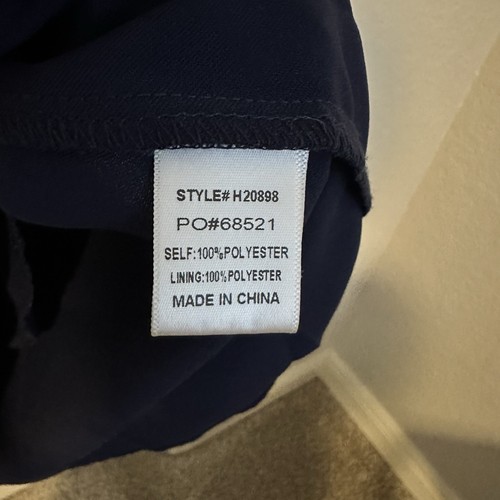 STYLE# H20898
PO#68521
SELF:100%POLYESTER
LINING:100%POLYESTER
MADE IN CHINA